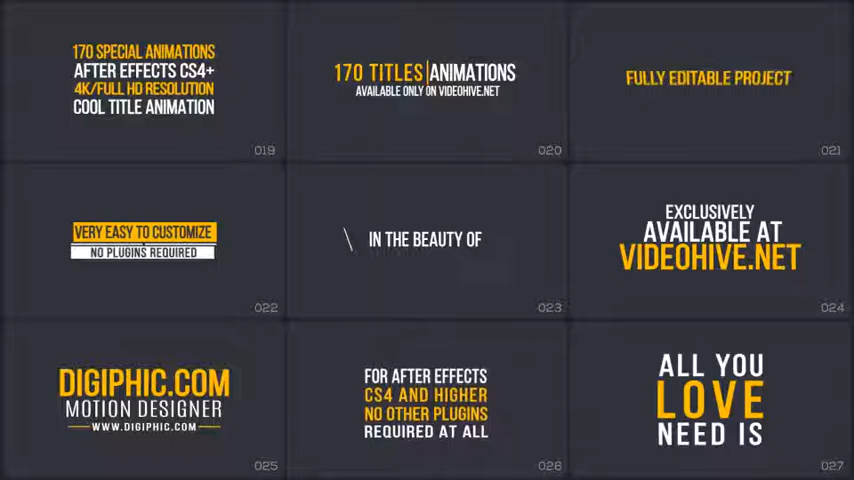 170 SPECIAL ANIMATIONS
AFTER EFFECTS CS4+
4K/FULL HD RESOLUTION
COOL TITLE ANIMATION
019
170 TITLES|ANIMATIONS
AVAILABLE ONLY ON VIDEOHIVE.NET
020
FULLY EDITABLE PROJECT
021
VERY EASY TO CUSTOMIZE
NO PLUGINS REQUIRED
022
IN THE BEAUTY OF
023
EXCLUSIVELY
AVAILABLE AT
VIDEOHIVE.NET
024
DIGIPHIC.COM
MOTION DESIGNER
WWW.DIGIPHIC.COM
025
FOR AFTER EFFECTS
CS4 AND HIGHER
NO OTHER PLUGINS
REQUIRED AT ALL
026
ALL YOU
LOVE
NEED IS
027